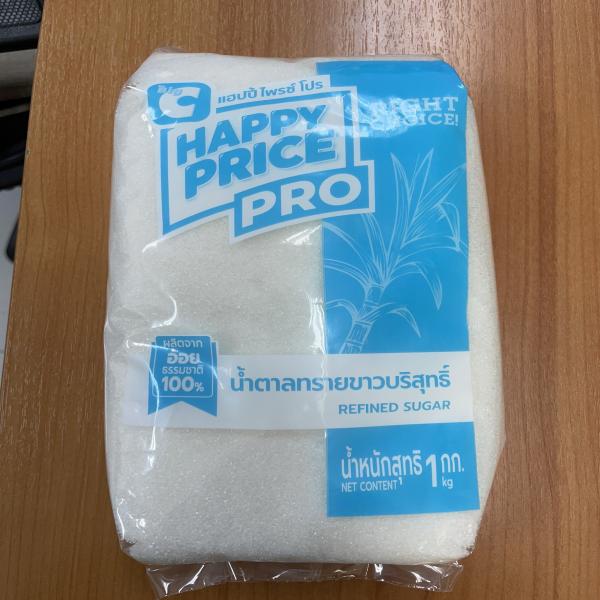 Big C
แฮปปี้ ไพรซ์ โปร
HAPPY
PRICE
PRO
RIGHT
CHOICE!
ผลิตจาก
อ้อย
ธรรมชาติ
100%
น้ำตาลทรายขาวบริสุทธิ์
REFINED SUGAR
น้ำหนักสุทธิ 1 กก.
NET CONTENT kg